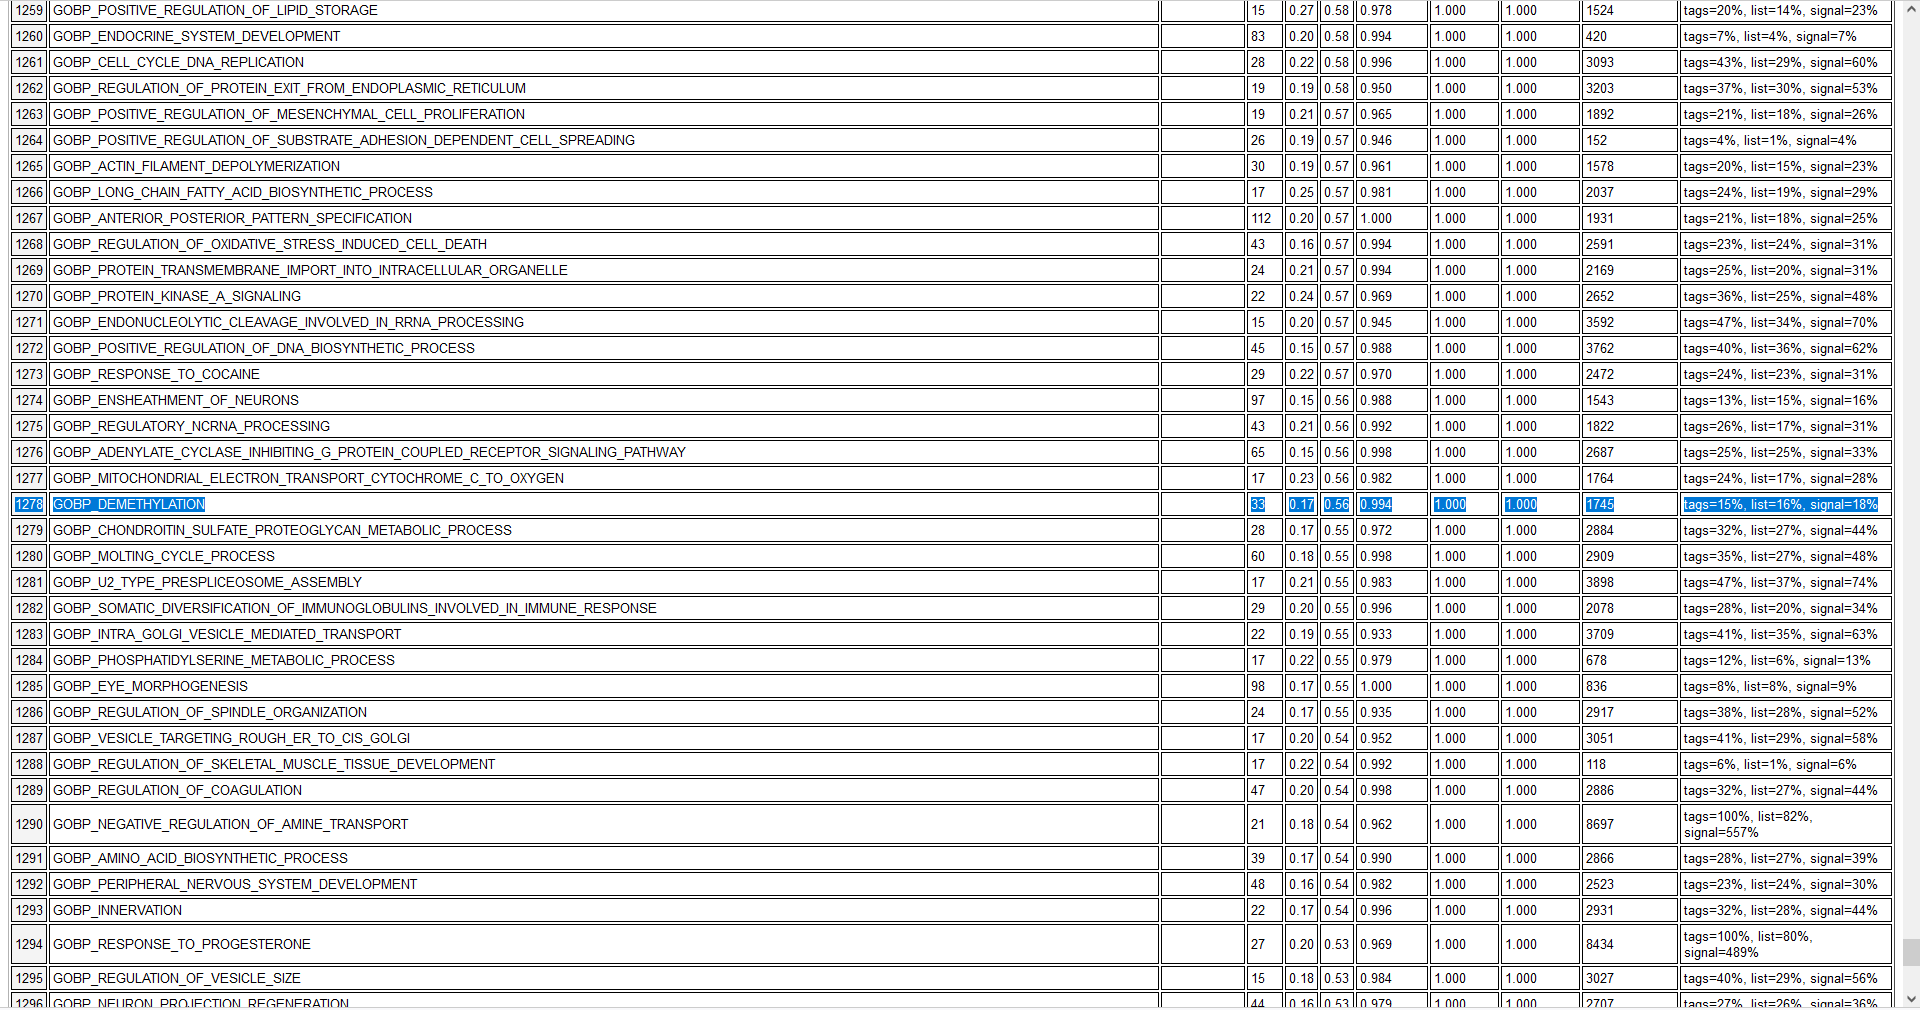 1259 GOBP_POSITIVE_REGULATION_OF_LIPID_STORAGE 15 0.27 0.58 0.978 1.000 1.000 1524 tags=20%, list=14%, signal=23%
1260 GOBP_ENDOCRINE_SYSTEM_DEVELOPMENT 83 0.20 0.58 0.994 1.000 1.000 420 tags=7%, list=4%, signal=7%
1261 GOBP_CELL_CYCLE_DNA_REPLICATION 28 0.22 0.58 0.996 1.000 1.000 3093 tags=43%, list=29%, signal=60%
1262 GOBP_REGULATION_OF_PROTEIN_EXIT_FROM_ENDOPLASMIC_RETICULUM 19 0.19 0.58 0.950 1.000 1.000 3203 tags=37%, list=30%, signal=53%
1263 GOBP_POSITIVE_REGULATION_OF_MESENCHYMAL_CELL_PROLIFERATION 19 0.21 0.57 0.965 1.000 1.000 1892 tags=21%, list=18%, signal=26%
1264 GOBP_POSITIVE_REGULATION_OF_SUBSTRATE_ADHESION_DEPENDENT_CELL_SPREADING 26 0.19 0.57 0.946 1.000 1.000 152 tags=4%, list=1%, signal=4%
1265 GOBP_ACTIN_FILAMENT_DEPOLYMERIZATION 30 0.19 0.57 0.961 1.000 1.000 1578 tags=20%, list=15%, signal=23%
1266 GOBP_LONG_CHAIN_FATTY_ACID_BIOSYNTHETIC_PROCESS 17 0.25 0.57 0.981 1.000 1.000 2037 tags=24%, list=19%, signal=29%
1267 GOBP_ANTERIOR_POSTERIOR_PATTERN_SPECIFICATION 112 0.20 0.57 1.000 1.000 1.000 1931 tags=21%, list=18%, signal=25%
1268 GOBP_REGULATION_OF_OXIDATIVE_STRESS_INDUCED_CELL_DEATH 43 0.16 0.57 0.994 1.000 1.000 2591 tags=23%, list=24%, signal=31%
1269 GOBP_PROTEIN_TRANSMEMBRANE_IMPORT_INTO_INTRACELLULAR_ORGANELLE 24 0.21 0.57 0.994 1.000 1.000 2169 tags=25%, list=20%, signal=31%
1270 GOBP_PROTEIN_KINASE_A_SIGNALING 22 0.24 0.57 0.969 1.000 1.000 2652 tags=36%, list=25%, signal=48%
1271 GOBP_ENDONUCLEOLYTIC_CLEAVAGE_INVOLVED_IN_RRNA_PROCESSING 15 0.20 0.57 0.945 1.000 1.000 3592 tags=47%, list=34%, signal=70%
1272 GOBP_POSITIVE_REGULATION_OF_DNA_BIOSYNTHETIC_PROCESS 45 0.15 0.57 0.988 1.000 1.000 3762 tags=40%, list=36%, signal=62%
1273 GOBP_RESPONSE_TO_COCAINE 29 0.22 0.57 0.970 1.000 1.000 2472 tags=24%, list=23%, signal=31%
1274 GOBP_ENSHEATHMENT_OF_NEURONS 97 0.15 0.56 0.988 1.000 1.000 1543 tags=13%, list=15%, signal=16%
1275 GOBP_REGULATORY_NCRNA_PROCESSING 43 0.21 0.56 0.992 1.000 1.000 1822 tags=26%, list=17%, signal=31%
1276 GOBP_ADENYLATE_CYCLASE_INHIBITING_G_PROTEIN_COUPLED_RECEPTOR_SIGNALING_PATHWAY 65 0.15 0.56 0.998 1.000 1.000 2687 tags=25%, list=25%, signal=33%
1277 GOBP_MITOCHONDRIAL_ELECTRON_TRANSPORT_CYTOCHROME_C_TO_OXYGEN 17 0.23 0.56 0.982 1.000 1.000 1764 tags=24%, list=17%, signal=28%
1278 GOBP_DEMETHYLATION 33 0.17 0.56 0.994 1.000 1.000 1745 tags=15%, list=16%, signal=18%
1279 GOBP_CHONDROITIN_SULFATE_PROTEOGLYCAN_METABOLIC_PROCESS 28 0.17 0.55 0.972 1.000 1.000 2884 tags=32%, list=27%, signal=44%
1280 GOBP_MOLTING_CYCLE_PROCESS 60 0.18 0.55 0.998 1.000 1.000 2909 tags=35%, list=27%, signal=48%
1281 GOBP_U2_TYPE_PRESPLICEOSOME_ASSEMBLY 17 0.21 0.55 0.983 1.000 1.000 3898 tags=47%, list=37%, signal=74%
1282 GOBP_SOMATIC_DIVERSIFICATION_OF_IMMUNOGLOBULINS_INVOLVED_IN_IMMUNE_RESPONSE 29 0.20 0.55 0.996 1.000 1.000 2078 tags=28%, list=20%, signal=34%
1283 GOBP_INTRA_GOLGI_VESICLE_MEDIATED_TRANSPORT 22 0.19 0.55 0.933 1.000 1.000 3709 tags=41%, list=35%, signal=63%
1284 GOBP_PHOSPHATIDYLSERINE_METABOLIC_PROCESS 17 0.22 0.55 0.979 1.000 1.000 678 tags=12%, list=6%, signal=13%
1285 GOBP_EYE_MORPHOGENESIS 98 0.17 0.55 1.000 1.000 1.000 836 tags=8%, list=8%, signal=9%
1286 GOBP_REGULATION_OF_SPINDLE_ORGANIZATION 24 0.17 0.55 0.935 1.000 1.000 2917 tags=38%, list=28%, signal=52%
1287 GOBP_VESICLE_TARGETING_ROUGH_ER_TO_CIS_GOLGI 17 0.20 0.54 0.952 1.000 1.000 3051 tags=41%, list=29%, signal=58%
1288 GOBP_REGULATION_OF_SKELETAL_MUSCLE_TISSUE_DEVELOPMENT 17 0.22 0.54 0.992 1.000 1.000 118 tags=6%, list=1%, signal=6%
1289 GOBP_REGULATION_OF_COAGULATION 47 0.20 0.54 0.998 1.000 1.000 2886 tags=32%, list=27%, signal=44%
1290 GOBP_NEGATIVE_REGULATION_OF_AMINE_TRANSPORT 21 0.18 0.54 0.962 1.000 1.000 8697 tags=100%, list=82%,
signal=557%
1291 GOBP_AMINO_ACID_BIOSYNTHETIC_PROCESS 39 0.17 0.54 0.990 1.000 1.000 2866 tags=28%, list=27%, signal=39%
1292 GOBP_PERIPHERAL_NERVOUS_SYSTEM_DEVELOPMENT 48 0.16 0.54 0.982 1.000 1.000 2523 tags=23%, list=24%, signal=30%
1293 GOBP_INNERVATION 22 0.17 0.54 0.996 1.000 1.000 2931 tags=32%, list=28%, signal=44%
1294 GOBP_RESPONSE_TO_PROGESTERONE 27 0.20 0.53 0.969 1.000 1.000 8434 tags=100%, list=80%,
signal=489%
1295 GOBP_REGULATION_OF_VESICLE_SIZE 15 0.18 0.53 0.984 1.000 1.000 3027 tags=40%, list=29%, signal=56%
1296 GOBP_NEURON_PROJECTION_REGENERATION 44 0.16 0.53 0.979 1.000 1.000 2707 tags=27%, list=26%, signal=36%